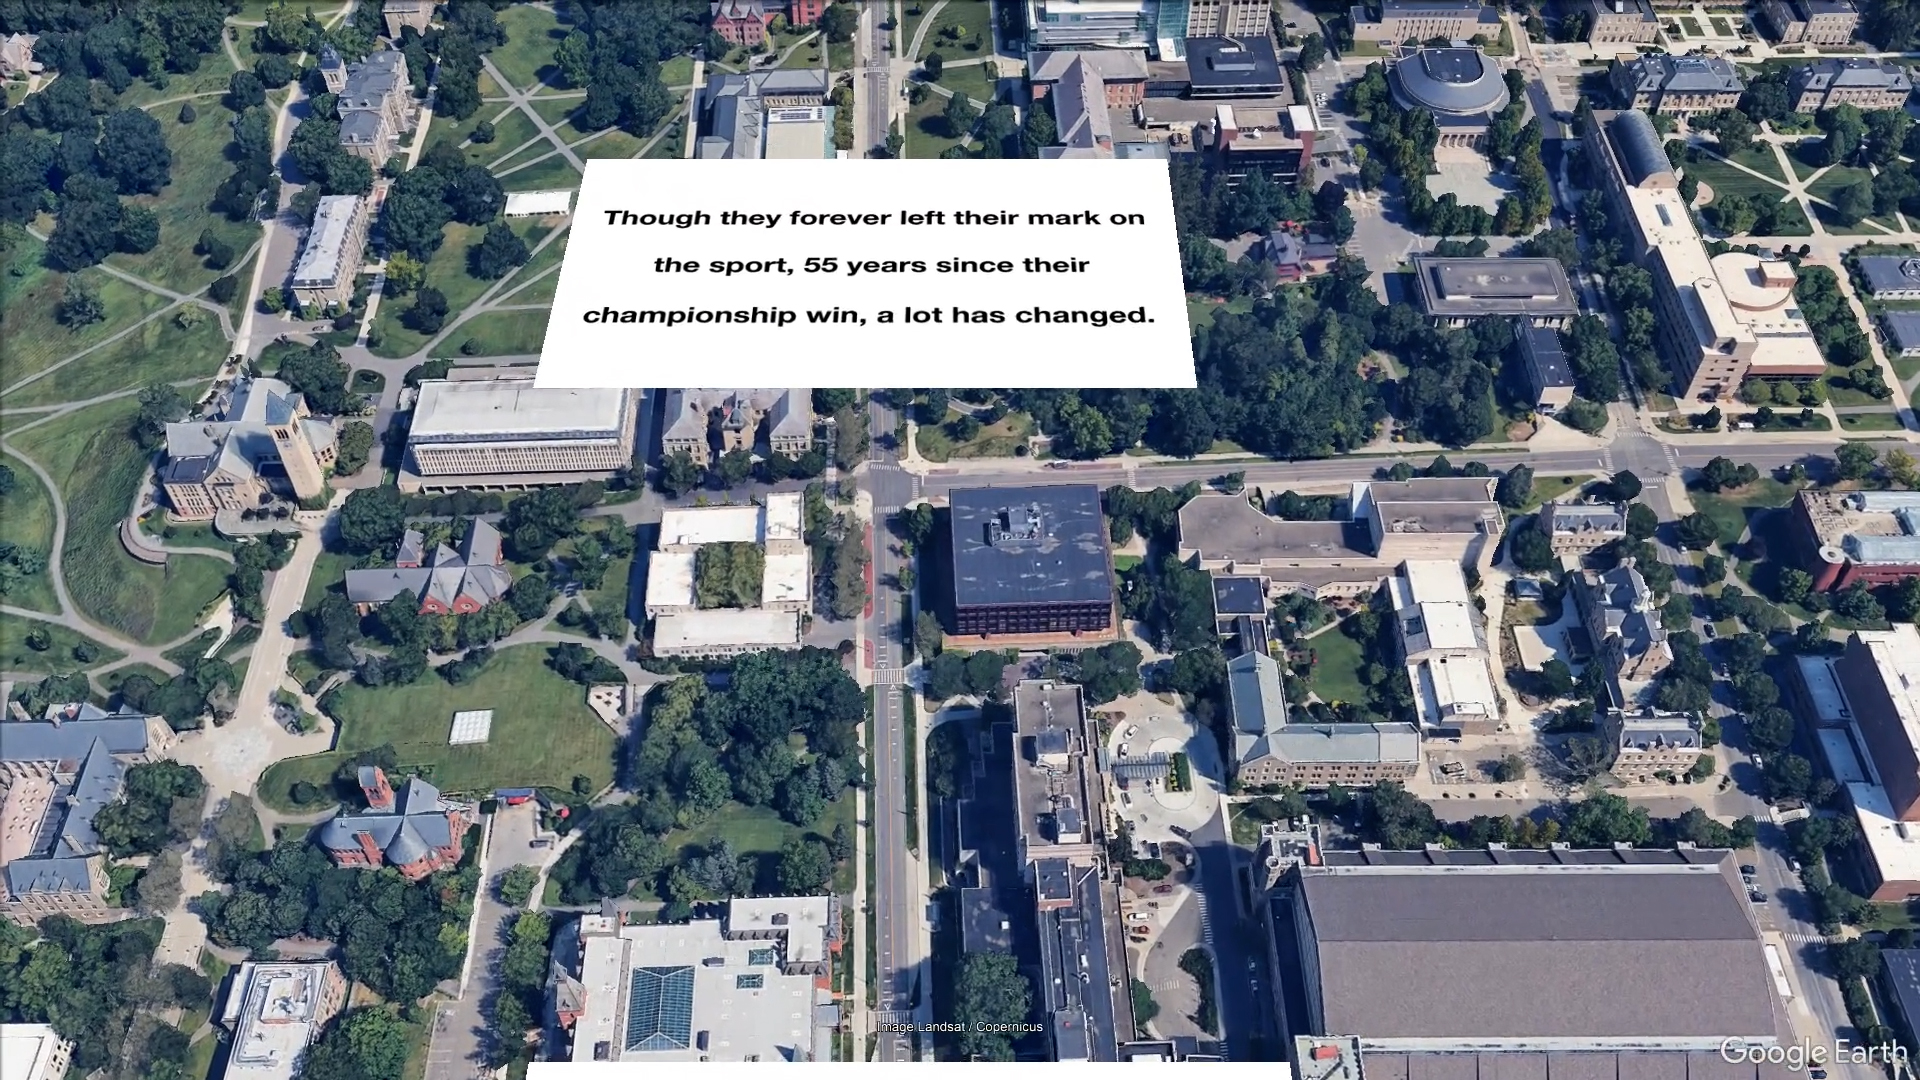 Though they forever left their mark on
the sport, 55 years since their
championship win, a lot has changed.
Image Landsat / Copernicus
Google Earth